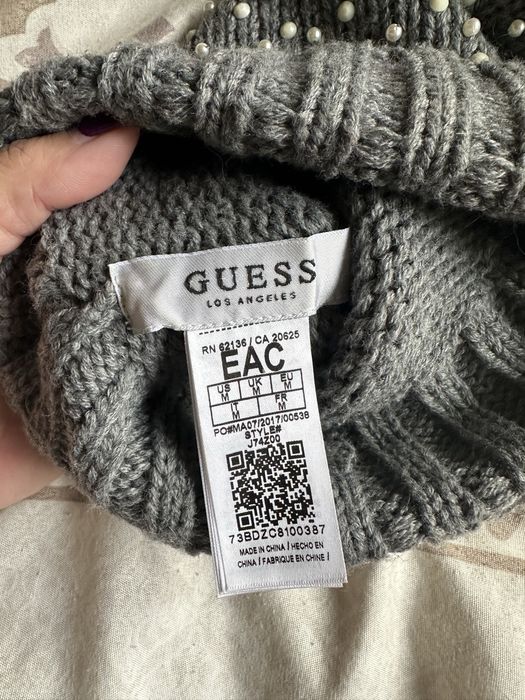 GUESS
LOS ANGELES
RN 62136 / CA 20625
EAC
US UK EU
M M M
IT FR
M M
PO#MA07/2017/00538
STYLE#
J74Z00
73BDZC8100387
MADE IN CHINA / HECHO EN
CHINA / FABRIQUE EN CHINE /